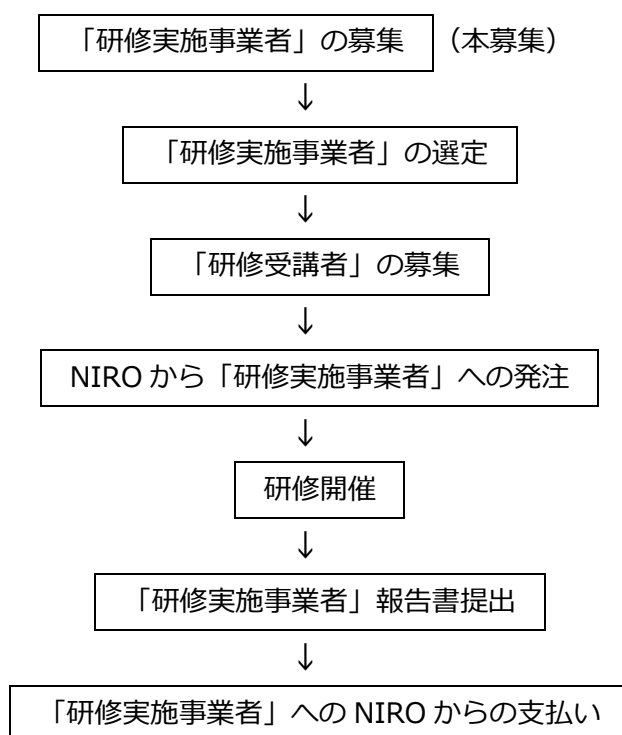 「研修実施事業者」の募集 （本募集）
↓
「研修実施事業者」の選定
↓
「研修受講者」の募集
↓
NIRO から「研修実施事業者」への発注
↓
研修開催
↓
「研修実施事業者」報告書提出
↓
「研修実施事業者」への NIRO からの支払い